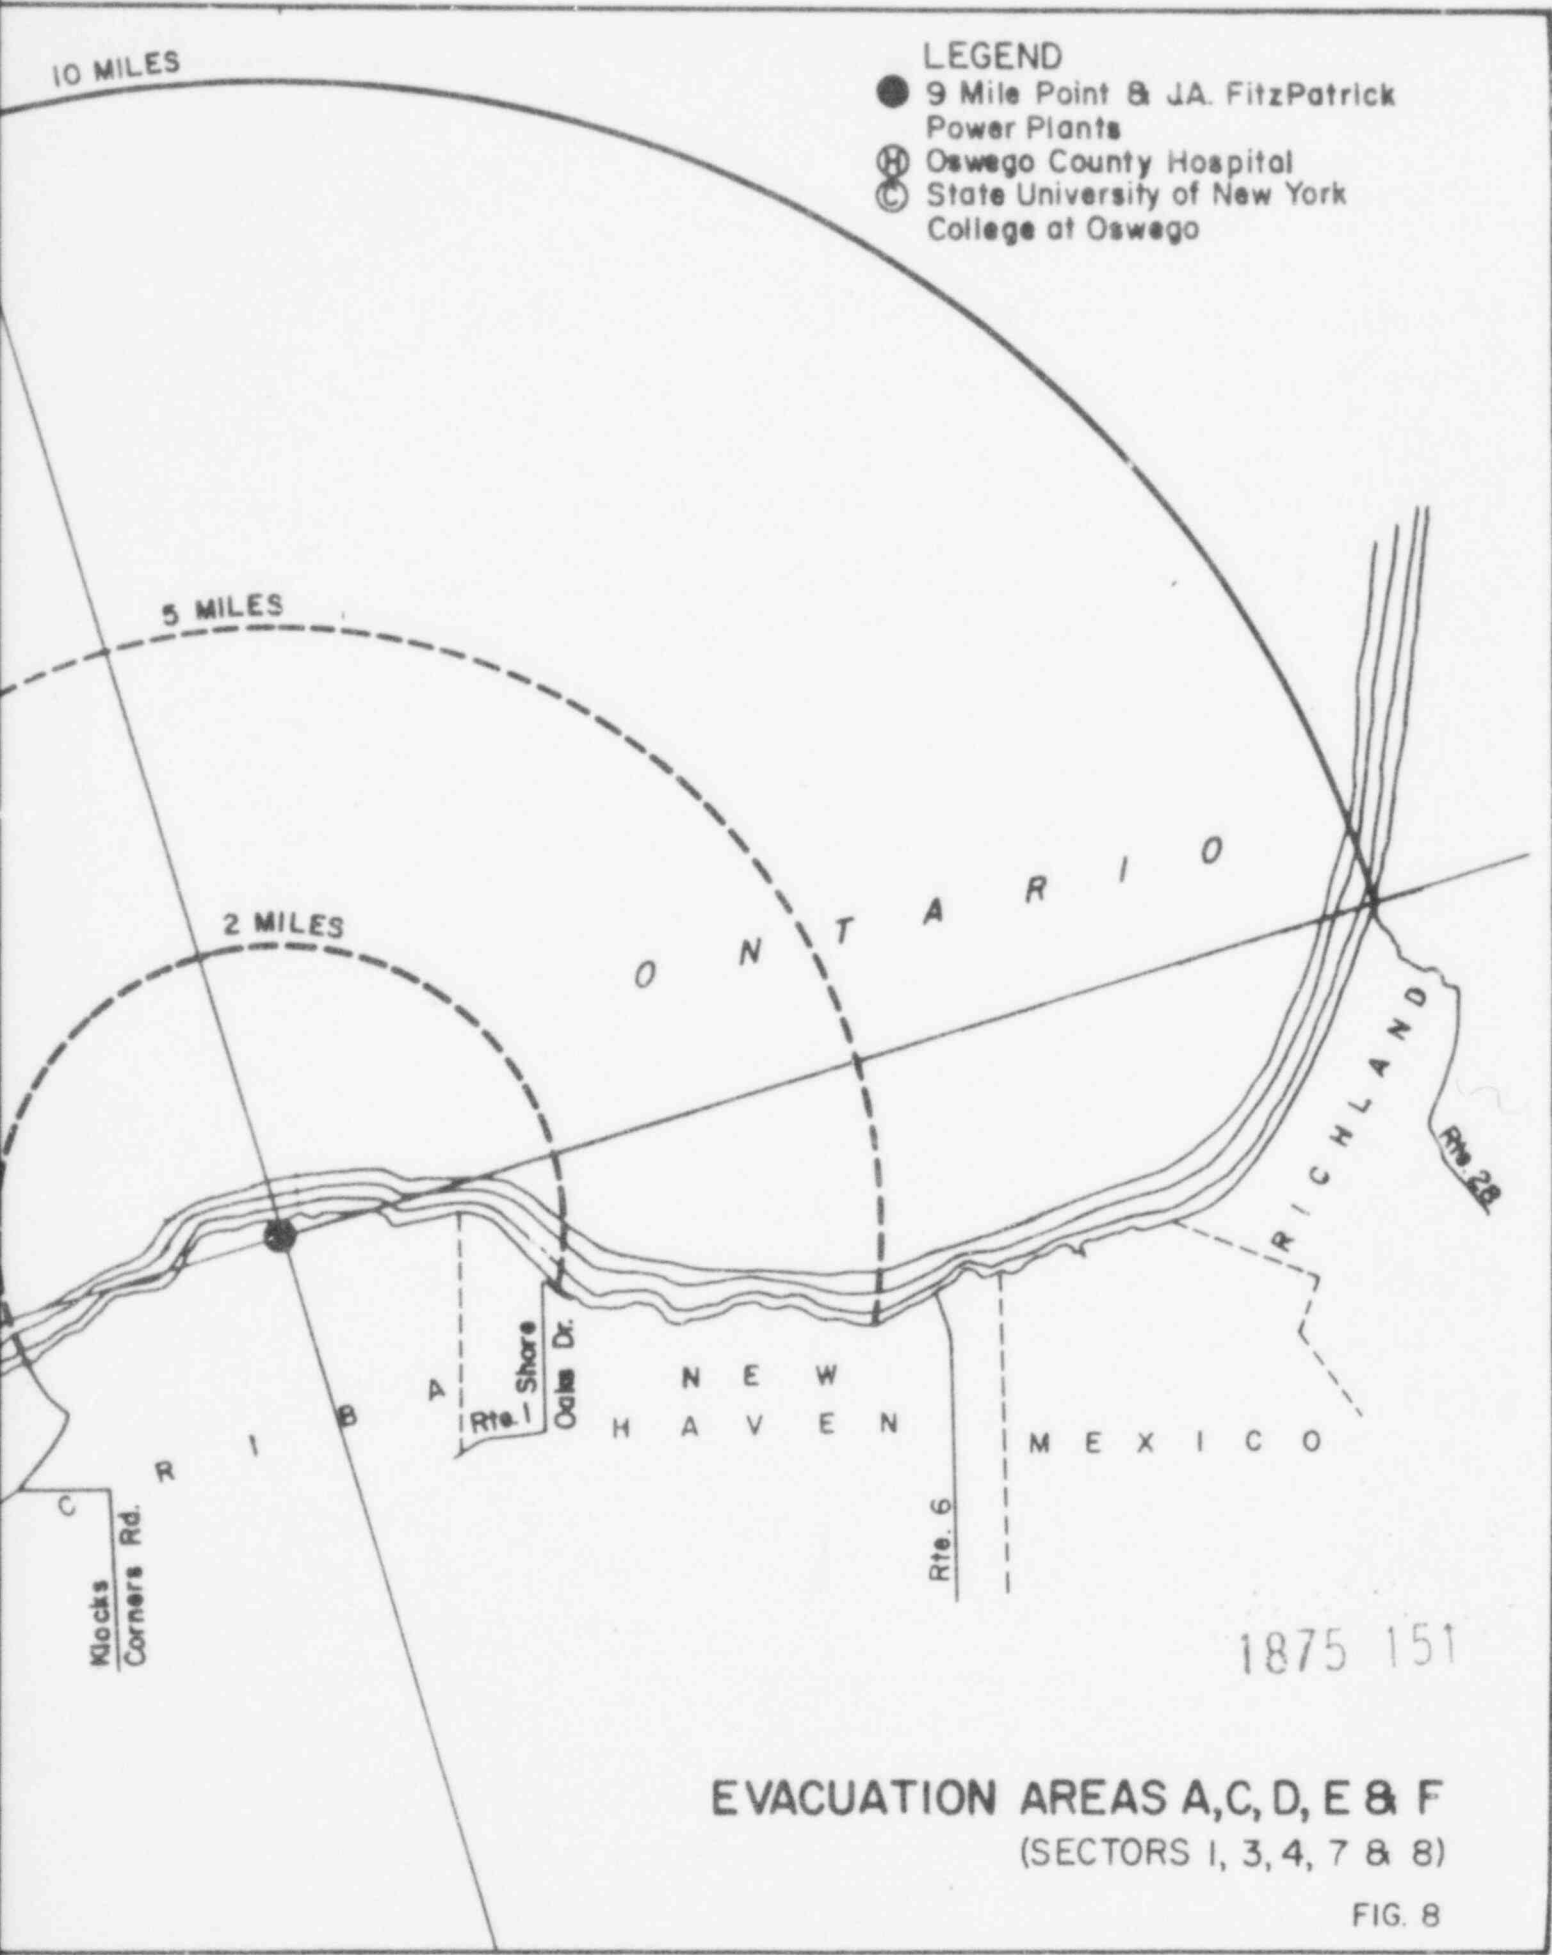 10 MILES
LEGEND
9 Mile Point & J.A. FitzPatrick
Power Plants
H Oswego County Hospital
C State University of New York
College at Oswego
5 MILES
2 MILES
O N T A R I O
R I C H L A N D
Rte. 28
C R I B A
Rte. 1 - Shore
Oaks Dr.
N E W
H A V E N
M E X I C O
Rte. 6
Klocks
Corners Rd.
1875 151
EVACUATION AREAS A,C, D, E & F
(SECTORS 1, 3, 4, 7 & 8)
FIG. 8